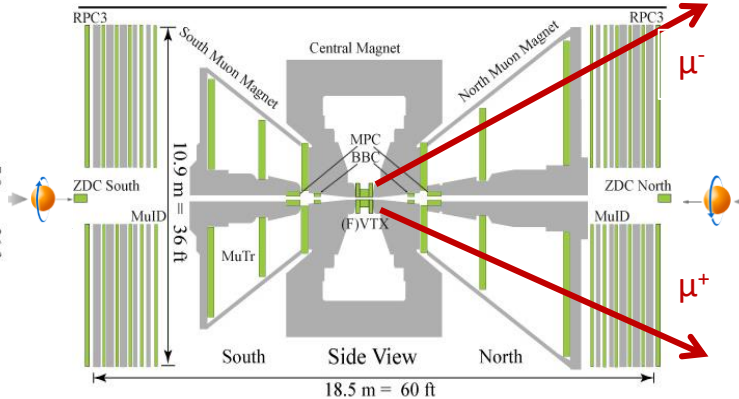 RPC3
South Muon Magnet
Central Magnet
North Muon Magnet
RPC3
μ-
MPC
BBC
ZDC South
ZDC North
MuID
10.9 m = 36 ft
(F)VTX
MuID
MuTr
μ+
South
Side View
North
18.5 m = 60 ft